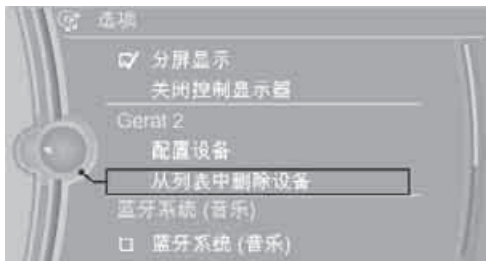 选项
分屏显示
关闭控制显示器
Gerät 2
配置设备
从列表中删除设备
蓝牙系统 (音乐)
蓝牙系统 (音乐)